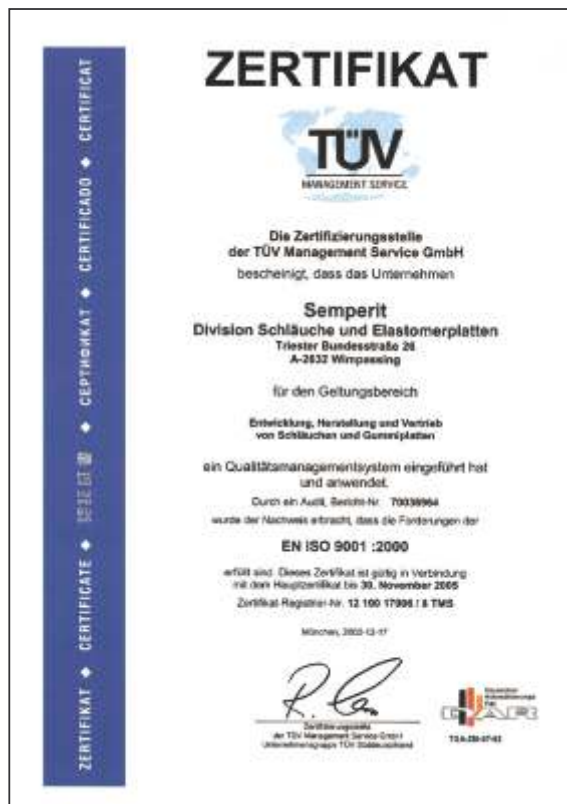 ZERTIFIKAT ◆ CERTIFICATE ◆ ◆ СЕРТИФИКАТ ◆ CERTIFICADO ◆ CERTIFICAT
ZERTIFIKAT
TÜV
MANAGEMENT SERVICE
Die Zertifizierungsstelle
der TÜV Management Service GmbH
bescheinigt, dass das Unternehmen
Semperit
Division Schläuche und Elastomerplatten
Triester Bundesstraße 26
A-2632 Wimpassing
für den Geltungsbereich
Entwicklung, Herstellung und Vertrieb
von Schläuchen und Gummiplatten
ein Qualitätsmanagementsystem eingeführt hat
und anwendet.
Durch ein Audit, Bericht-Nr. 70038964
wurde der Nachweis erbracht, dass die Forderungen der
EN ISO 9001 :2000
erfüllt sind. Dieses Zertifikat ist gültig in Verbindung
mit dem Hauptzertifikat bis 30. November 2005
Zertifikat-Registrier-Nr. 12 100 17906 / 8 TMS
München, 2002-12-17
Zertifizierungsstelle
der TÜV Management Service GmbH
Unternehmensgruppe TÜV Süddeutschland
DAR